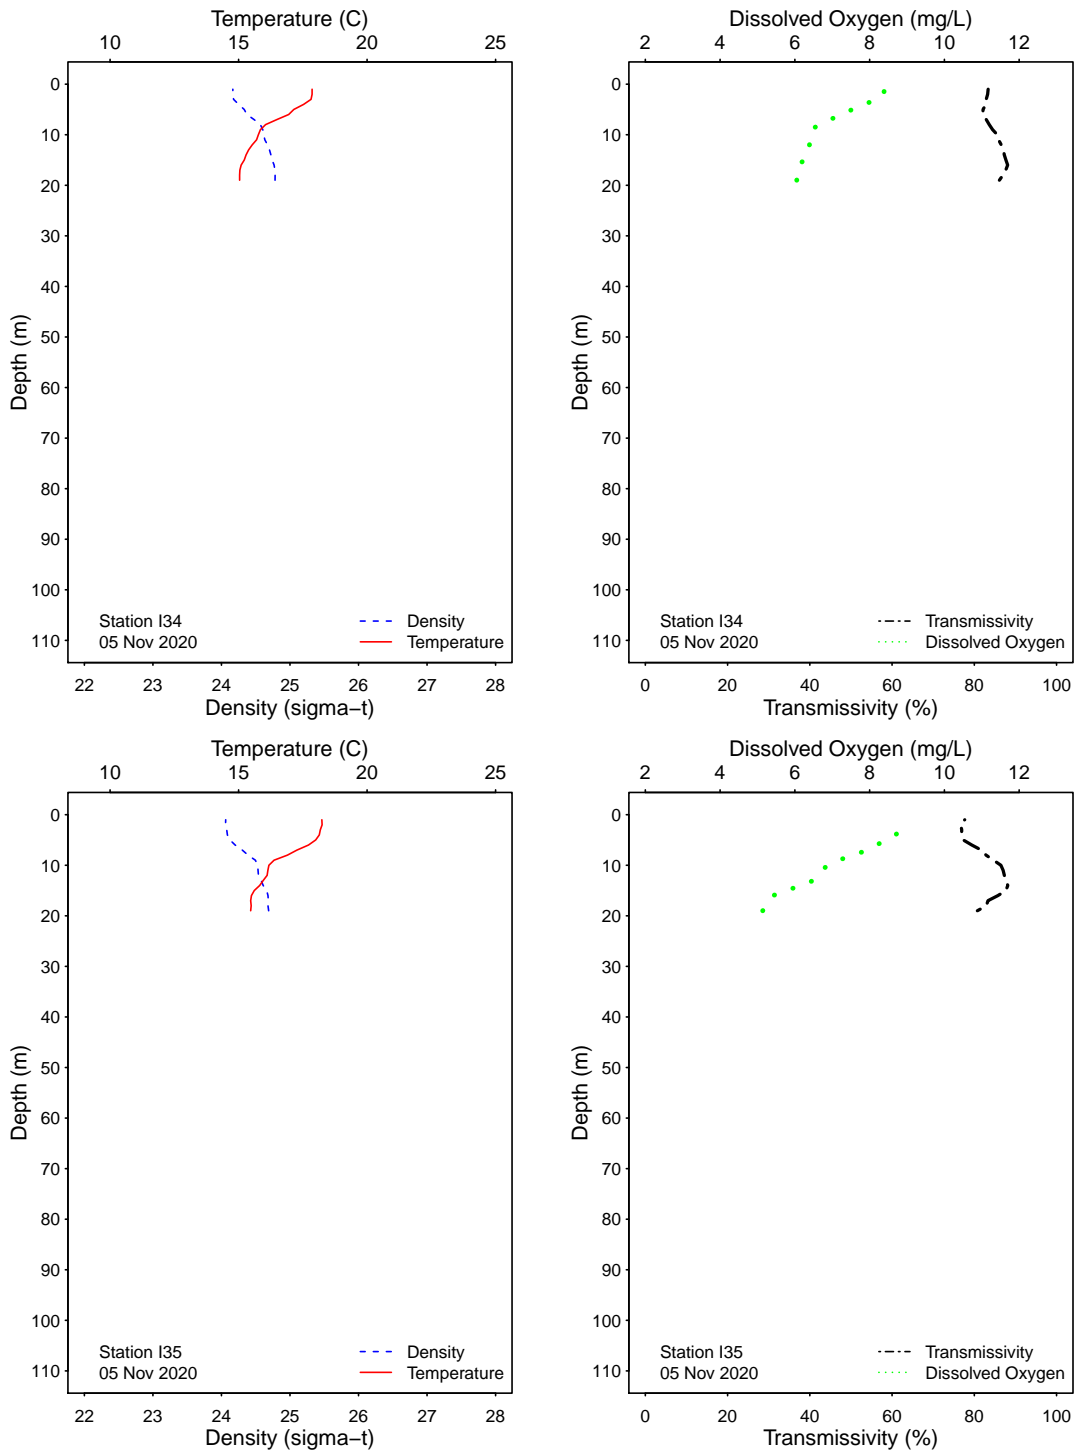 Temperature (C)
10 15 20 25
0
10
20
30
40
50
60
70
80
90
100
110
Depth (m)
Station I34
05 Nov 2020
Density
Temperature
22 23 24 25 26 27 28
Density (sigma−t)
Dissolved Oxygen (mg/L)
2 4 6 8 10 12
0
10
20
30
40
50
60
70
80
90
100
110
Depth (m)
Station I34
05 Nov 2020
Transmissivity
Dissolved Oxygen
0 20 40 60 80 100
Transmissivity (%)
Temperature (C)
10 15 20 25
0
10
20
30
40
50
60
70
80
90
100
110
Depth (m)
Station I35
05 Nov 2020
Density
Temperature
22 23 24 25 26 27 28
Density (sigma−t)
Dissolved Oxygen (mg/L)
2 4 6 8 10 12
0
10
20
30
40
50
60
70
80
90
100
110
Depth (m)
Station I35
05 Nov 2020
Transmissivity
Dissolved Oxygen
0 20 40 60 80 100
Transmissivity (%)